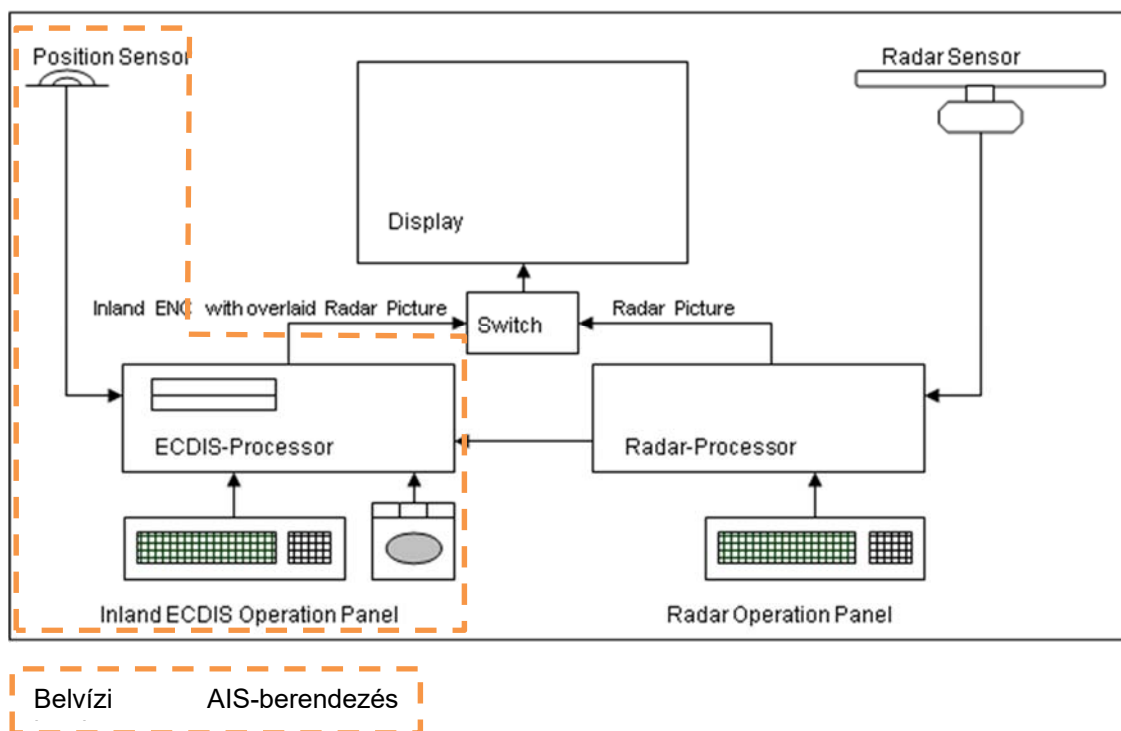 Position Sensor
Radar Sensor
Display
Inland ENC with overlaid Radar Picture
Switch
Radar Picture
ECDIS-Processor
Radar-Processor
Inland ECDIS Operation Panel
Radar Operation Panel
Belvízi AIS-berendezés